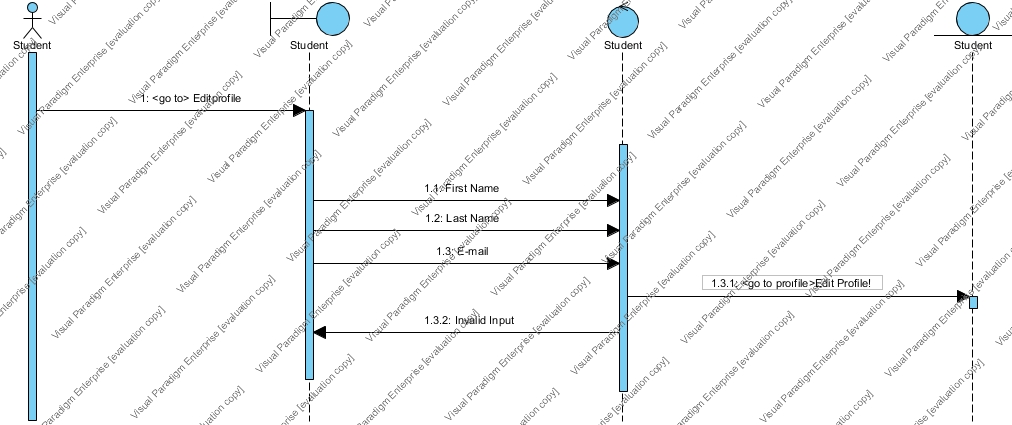 Student
Student
Student
Student
1: <go to> Editprofile
1.1: First Name
1.2: Last Name
1.3: E-mail
1.3.1: <go to profile>Edit Profile!
1.3.2: Invalid Input
Visual Paradigm Enterprise [evaluation copy]